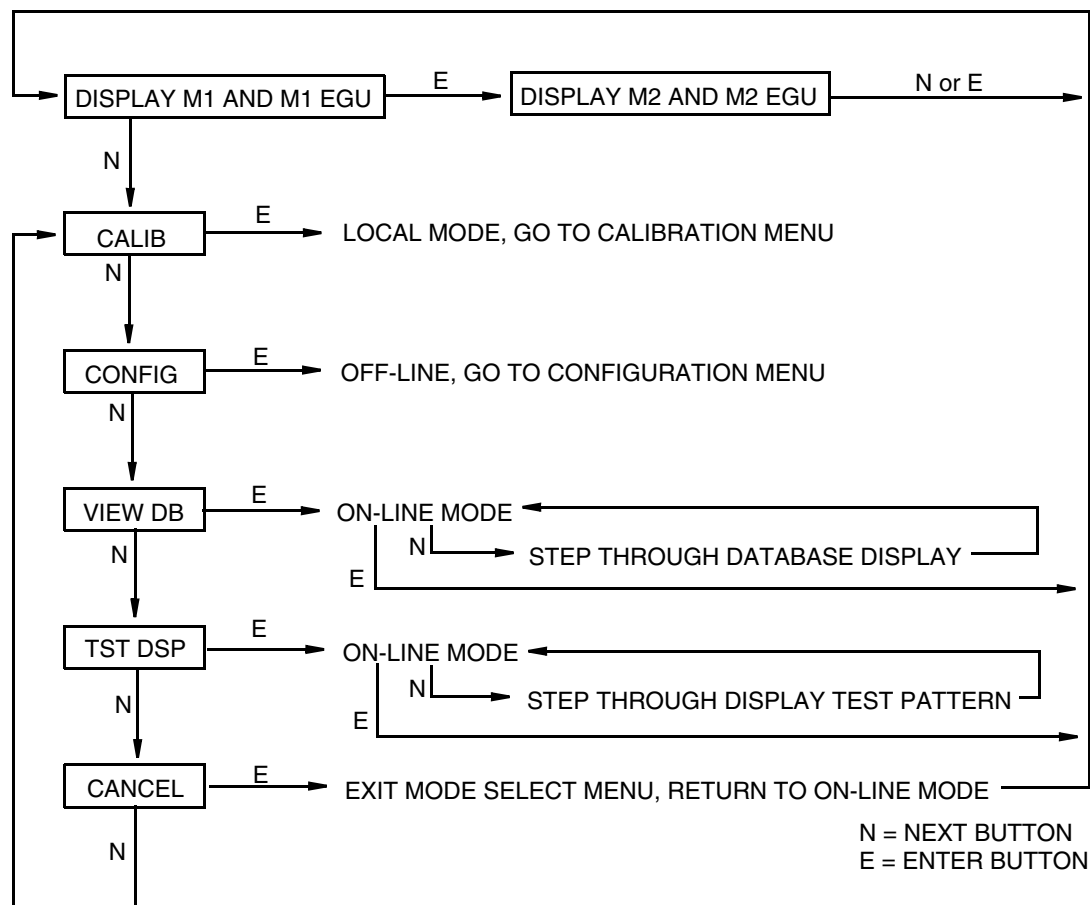 DISPLAY M1 AND M1 EGU
E
DISPLAY M2 AND M2 EGU
N or E
N
CALIB
E
LOCAL MODE, GO TO CALIBRATION MENU
N
CONFIG
E
OFF-LINE, GO TO CONFIGURATION MENU
N
VIEW DB
E
ON-LINE MODE
N
STEP THROUGH DATABASE DISPLAY
E
N
TST DSP
E
ON-LINE MODE
N
STEP THROUGH DISPLAY TEST PATTERN
E
N
CANCEL
E
EXIT MODE SELECT MENU, RETURN TO ON-LINE MODE
N
N = NEXT BUTTON
E = ENTER BUTTON